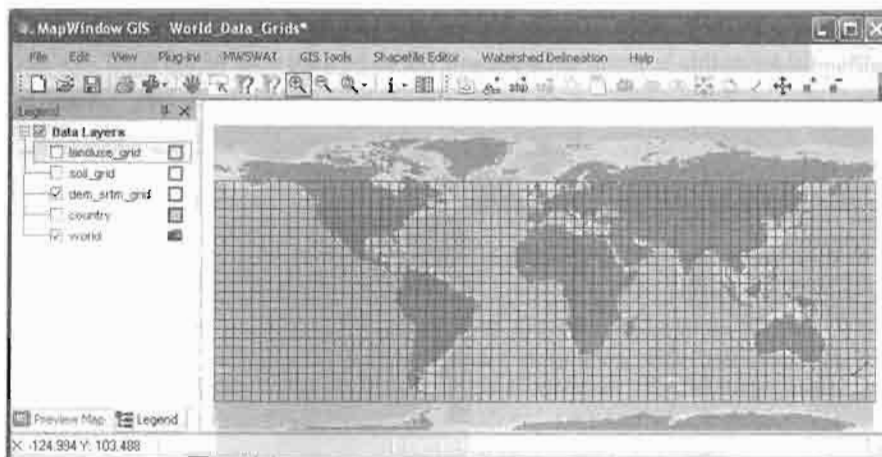 MapWindow GIS World_Data_Grids*
File Edit View Plug-ins MWSWAT GIS Tools Shapefile Editor Watershed Delineation Help
Legend
Data Layers
landuse_grid
soil_grid
dem_srtm_grid
country
world
Preview Map Legend
X: -124.994 Y: 103.488